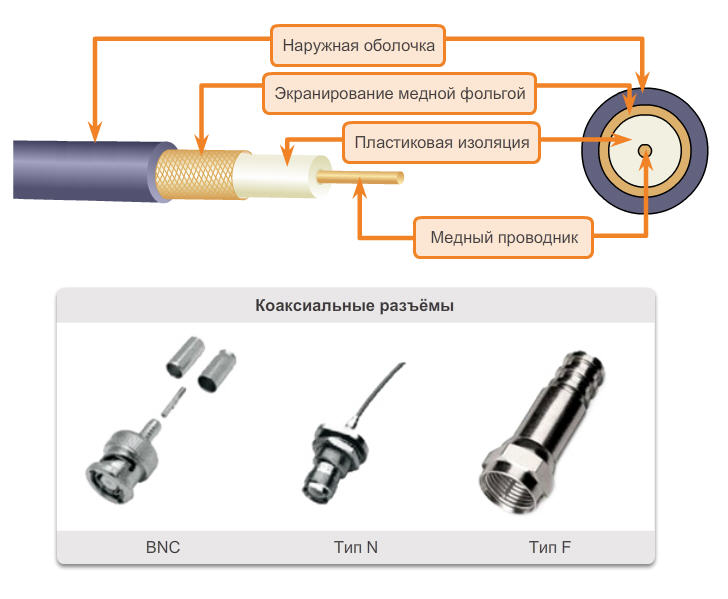 Наружная оболочка
Экранирование медной фольгой
Пластиковая изоляция
Медный проводник
Коаксиальные разъёмы
BNC
Тип N
Тип F